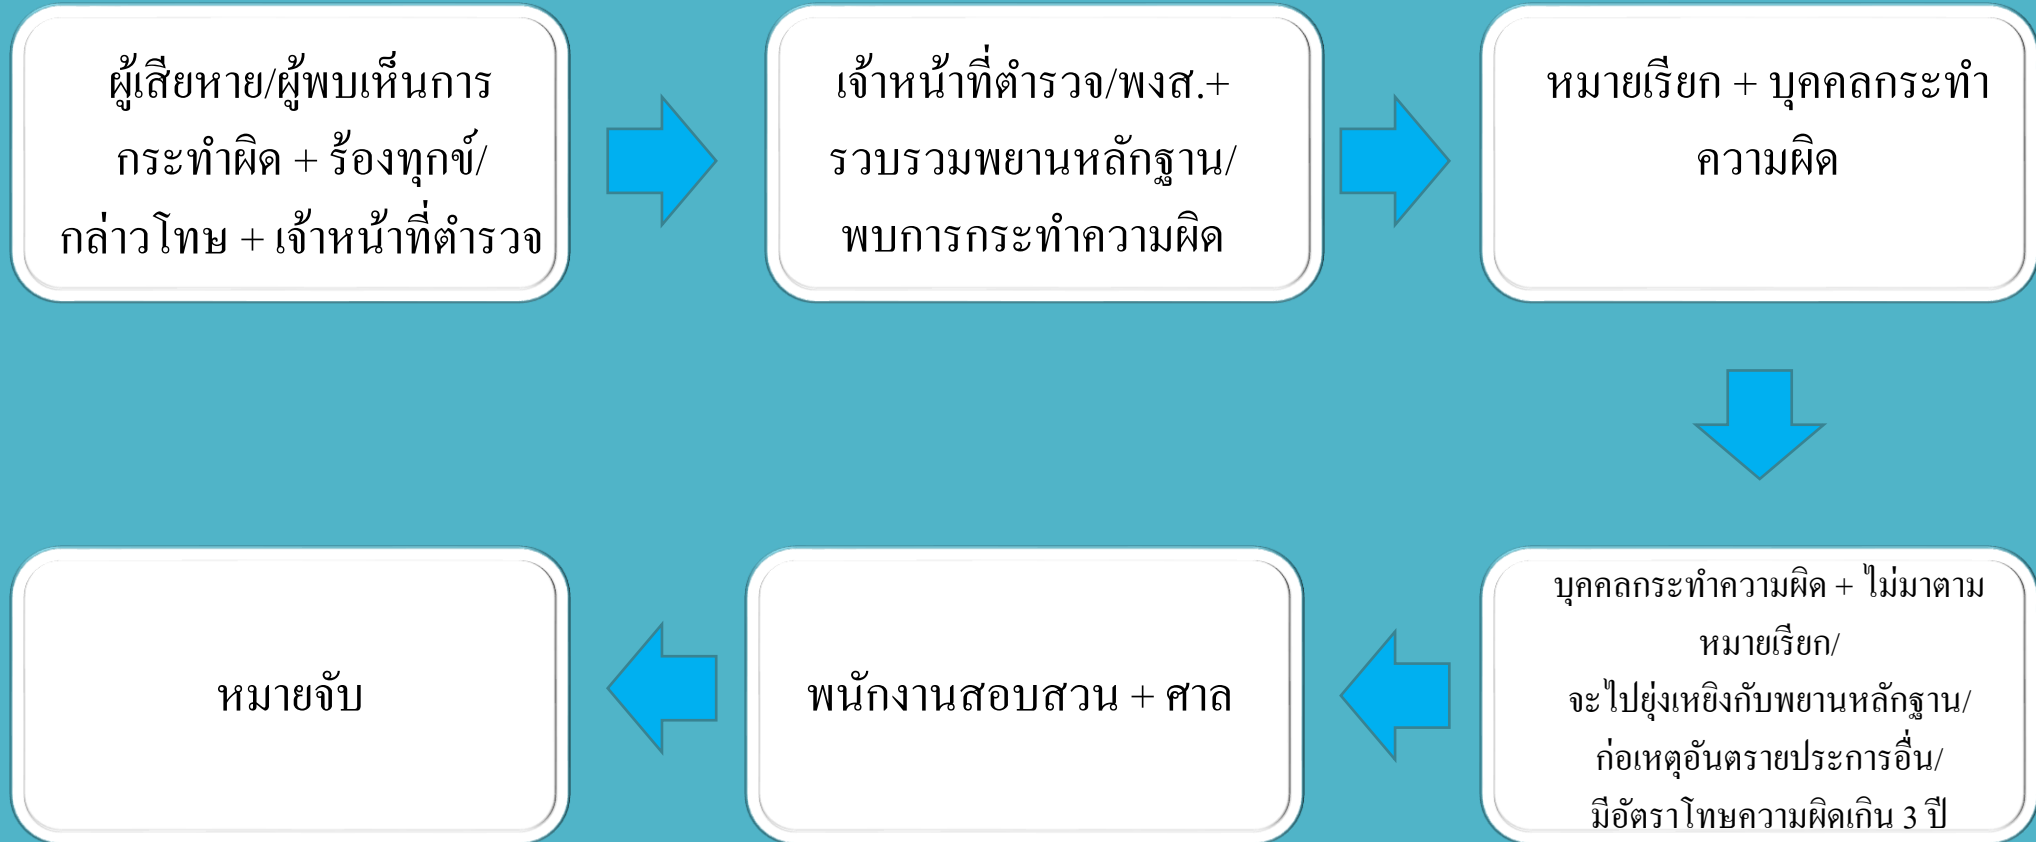 ผู้เสียหาย/ผู้พบเห็นการ
กระทำผิด + ร้องทุกข์/
กล่าวโทษ + เจ้าหน้าที่ตำรวจ
เจ้าหน้าที่ตำรวจ/พงส.+
รวบรวมพยานหลักฐาน/
พบการกระทำความผิด
หมายเรียก + บุคคลกระทำ
ความผิด
บุคคลกระทำความผิด + ไม่มาตาม
หมายเรียก/
จะไปยุ่งเหยิงกับพยานหลักฐาน/
ก่อเหตุอันตรายประการอื่น/
มีอัตราโทษความผิดเกิน 3 ปี
พนักงานสอบสวน + ศาล
หมายจับ